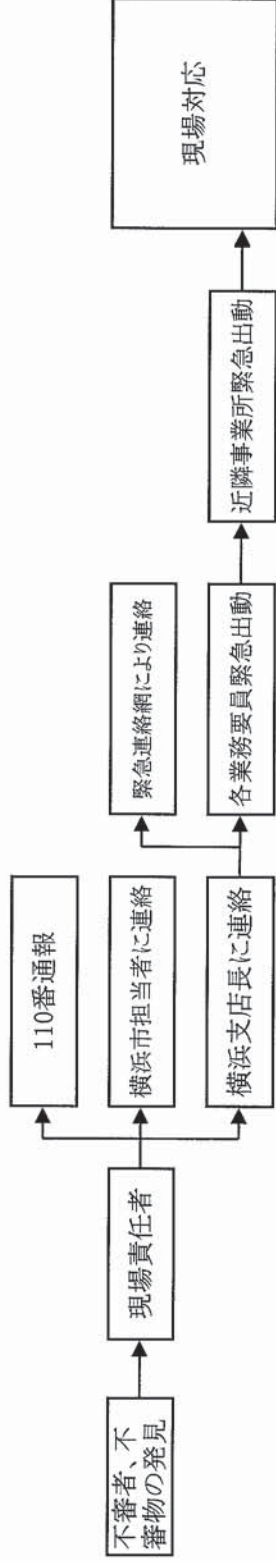 不審者、不
審物の発見
現場責任者
110番通報
横浜市担当者に連絡
横浜支店長に連絡
緊急連絡網により連絡
各業務要員緊急出動
近隣事業所緊急出動
現場対応